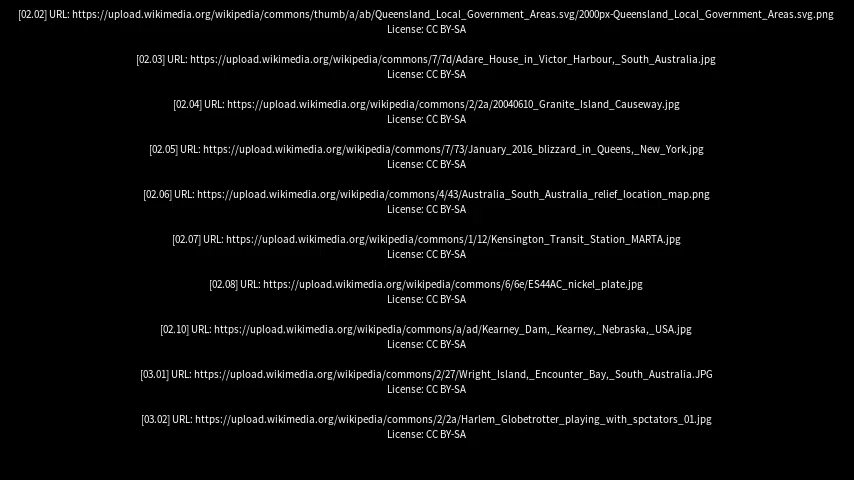 [02.02] URL: https://upload.wikimedia.org/wikipedia/commons/thumb/a/ab/Queensland_Local_Government_Areas.svg/2000px-Queensland_Local_Government_Areas.svg.png
License: CC BY-SA
[02.03] URL: https://upload.wikimedia.org/wikipedia/commons/7/7d/Adare_House_in_Victor_Harbour,_South_Australia.jpg
License: CC BY-SA
[02.04] URL: https://upload.wikimedia.org/wikipedia/commons/2/2a/20040610_Granite_Island_Causeway.jpg
License: CC BY-SA
[02.05] URL: https://upload.wikimedia.org/wikipedia/commons/7/73/January_2016_blizzard_in_Queens,_New_York.jpg
License: CC BY-SA
[02.06] URL: https://upload.wikimedia.org/wikipedia/commons/4/43/Australia_South_Australia_relief_location_map.png
License: CC BY-SA
[02.07] URL: https://upload.wikimedia.org/wikipedia/commons/1/12/Kensington_Transit_Station_MARTA.jpg
License: CC BY-SA
[02.08] URL: https://upload.wikimedia.org/wikipedia/commons/6/6e/ES44AC_nickel_plate.jpg
License: CC BY-SA
[02.10] URL: https://upload.wikimedia.org/wikipedia/commons/a/ad/Kearney_Dam,_Kearney,_Nebraska,_USA.jpg
License: CC BY-SA
[03.01] URL: https://upload.wikimedia.org/wikipedia/commons/2/27/Wright_Island,_Encounter_Bay,_South_Australia.JPG
License: CC BY-SA
[03.02] URL: https://upload.wikimedia.org/wikipedia/commons/2/2a/Harlem_Globetrotter_playing_with_spctators_01.jpg
License: CC BY-SA